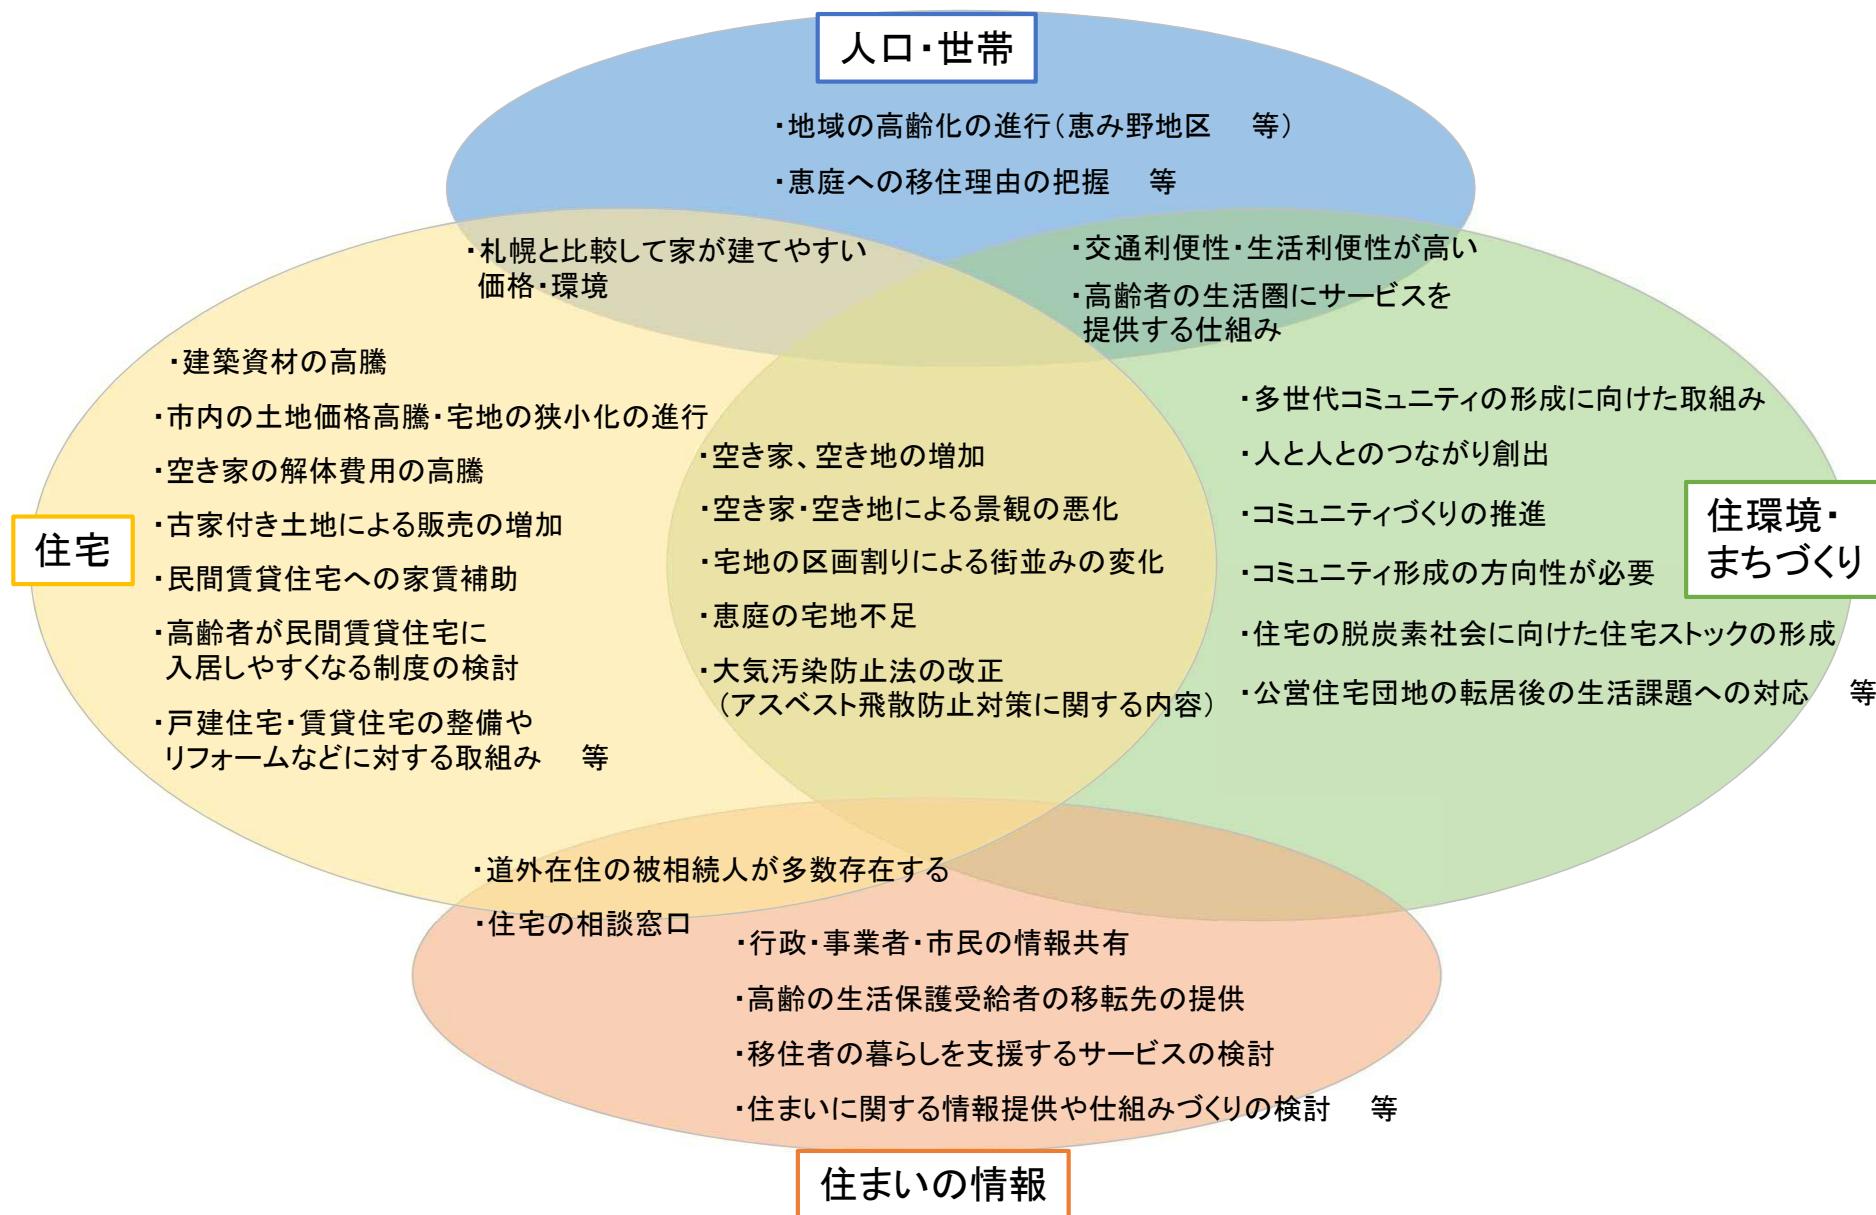 人口・世帯
・地域の高齢化の進行(恵み野地区　等)
・恵庭への移住理由の把握　等
・札幌と比較して家が建てやすい
価格・環境
・交通利便性・生活利便性が高い
・高齢者の生活圏にサービスを
提供する仕組み
住宅
・建築資材の高騰
・市内の土地価格高騰・宅地の狭小化の進行
・空き家の解体費用の高騰
・古家付き土地による販売の増加
・民間賃貸住宅への家賃補助
・高齢者が民間賃貸住宅に
入居しやすくなる制度の検討
・戸建住宅・賃貸住宅の整備や
リフォームなどに対する取組み　等
・空き家、空き地の増加
・空き家・空き地による景観の悪化
・宅地の区画割りによる街並みの変化
・恵庭の宅地不足
・大気汚染防止法の改正
(アスベスト飛散防止対策に関する内容)
住環境・
まちづくり
・多世代コミュニティの形成に向けた取組み
・人と人とのつながり創出
・コミュニティづくりの推進
・コミュニティ形成の方向性が必要
・住宅の脱炭素社会に向けた住宅ストックの形成
・公営住宅団地の転居後の生活課題への対応　等
・道外在住の被相続人が多数存在する
・住宅の相談窓口
・行政・事業者・市民の情報共有
・高齢の生活保護受給者の移転先の提供
・移住者の暮らしを支援するサービスの検討
・住まいに関する情報提供や仕組みづくりの検討　等
住まいの情報